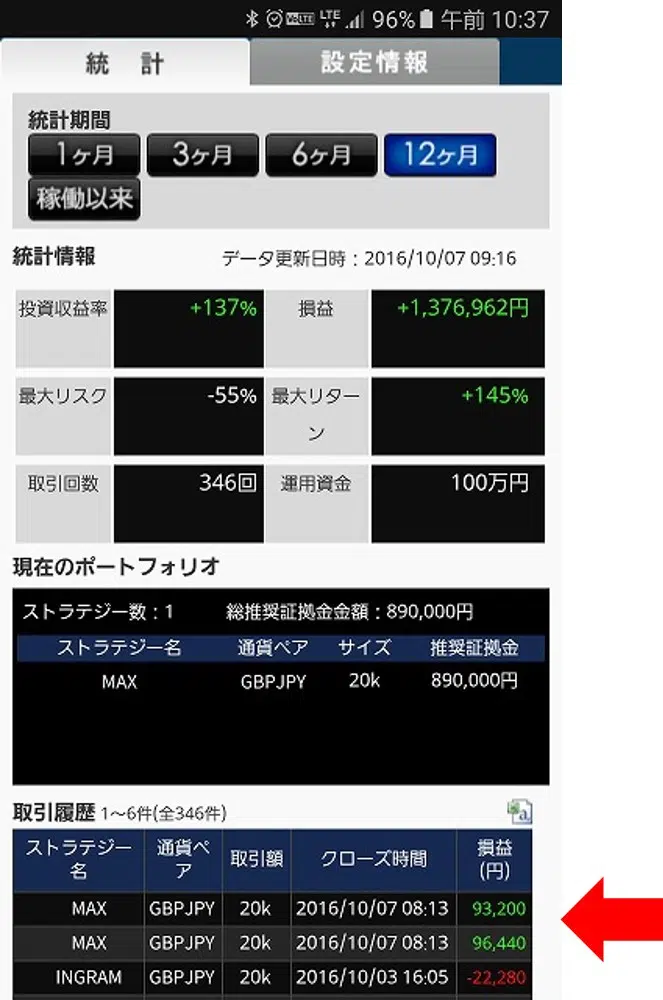 VoLTE LTE 96% 午前 10:37
統 計 設定情報
統計期間
1ヶ月 3ヶ月 6ヶ月 12ヶ月
稼働以来
統計情報 データ更新日時：2016/10/07 09:16
投資収益率 +137% 損益 +1,376,962円
最大リスク -55% 最大リター
ン +145%
取引回数 346回 運用資金 100万円
現在のポートフォリオ
ストラテジー数：1 総推奨証拠金金額：890,000円
ストラテジー名 通貨ペア サイズ 推奨証拠金
MAX GBPJPY 20k 890,000円
取引履歴 1～6件(全346件)
ストラテジー
名 通貨ペ
ア 取引額 クローズ時間 損益
(円)
MAX GBPJPY 20k 2016/10/07 08:13 93,200
MAX GBPJPY 20k 2016/10/07 08:13 96,440
INGRAM GBPJPY 20k 2016/10/03 16:05 -22,280